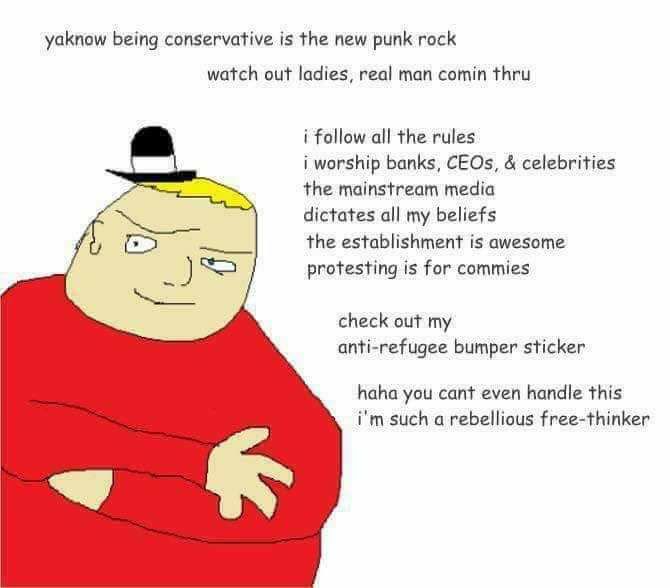 yaknow being conservative is the new punk rock
watch out ladies, real man comin thru
i follow all the rules
i worship banks, CEOs, & celebrities
the mainstream media
dictates all my beliefs
the establishment is awesome
protesting is for commies
check out my
anti-refugee bumper sticker
haha you cant even handle this
i'm such a rebellious free-thinker